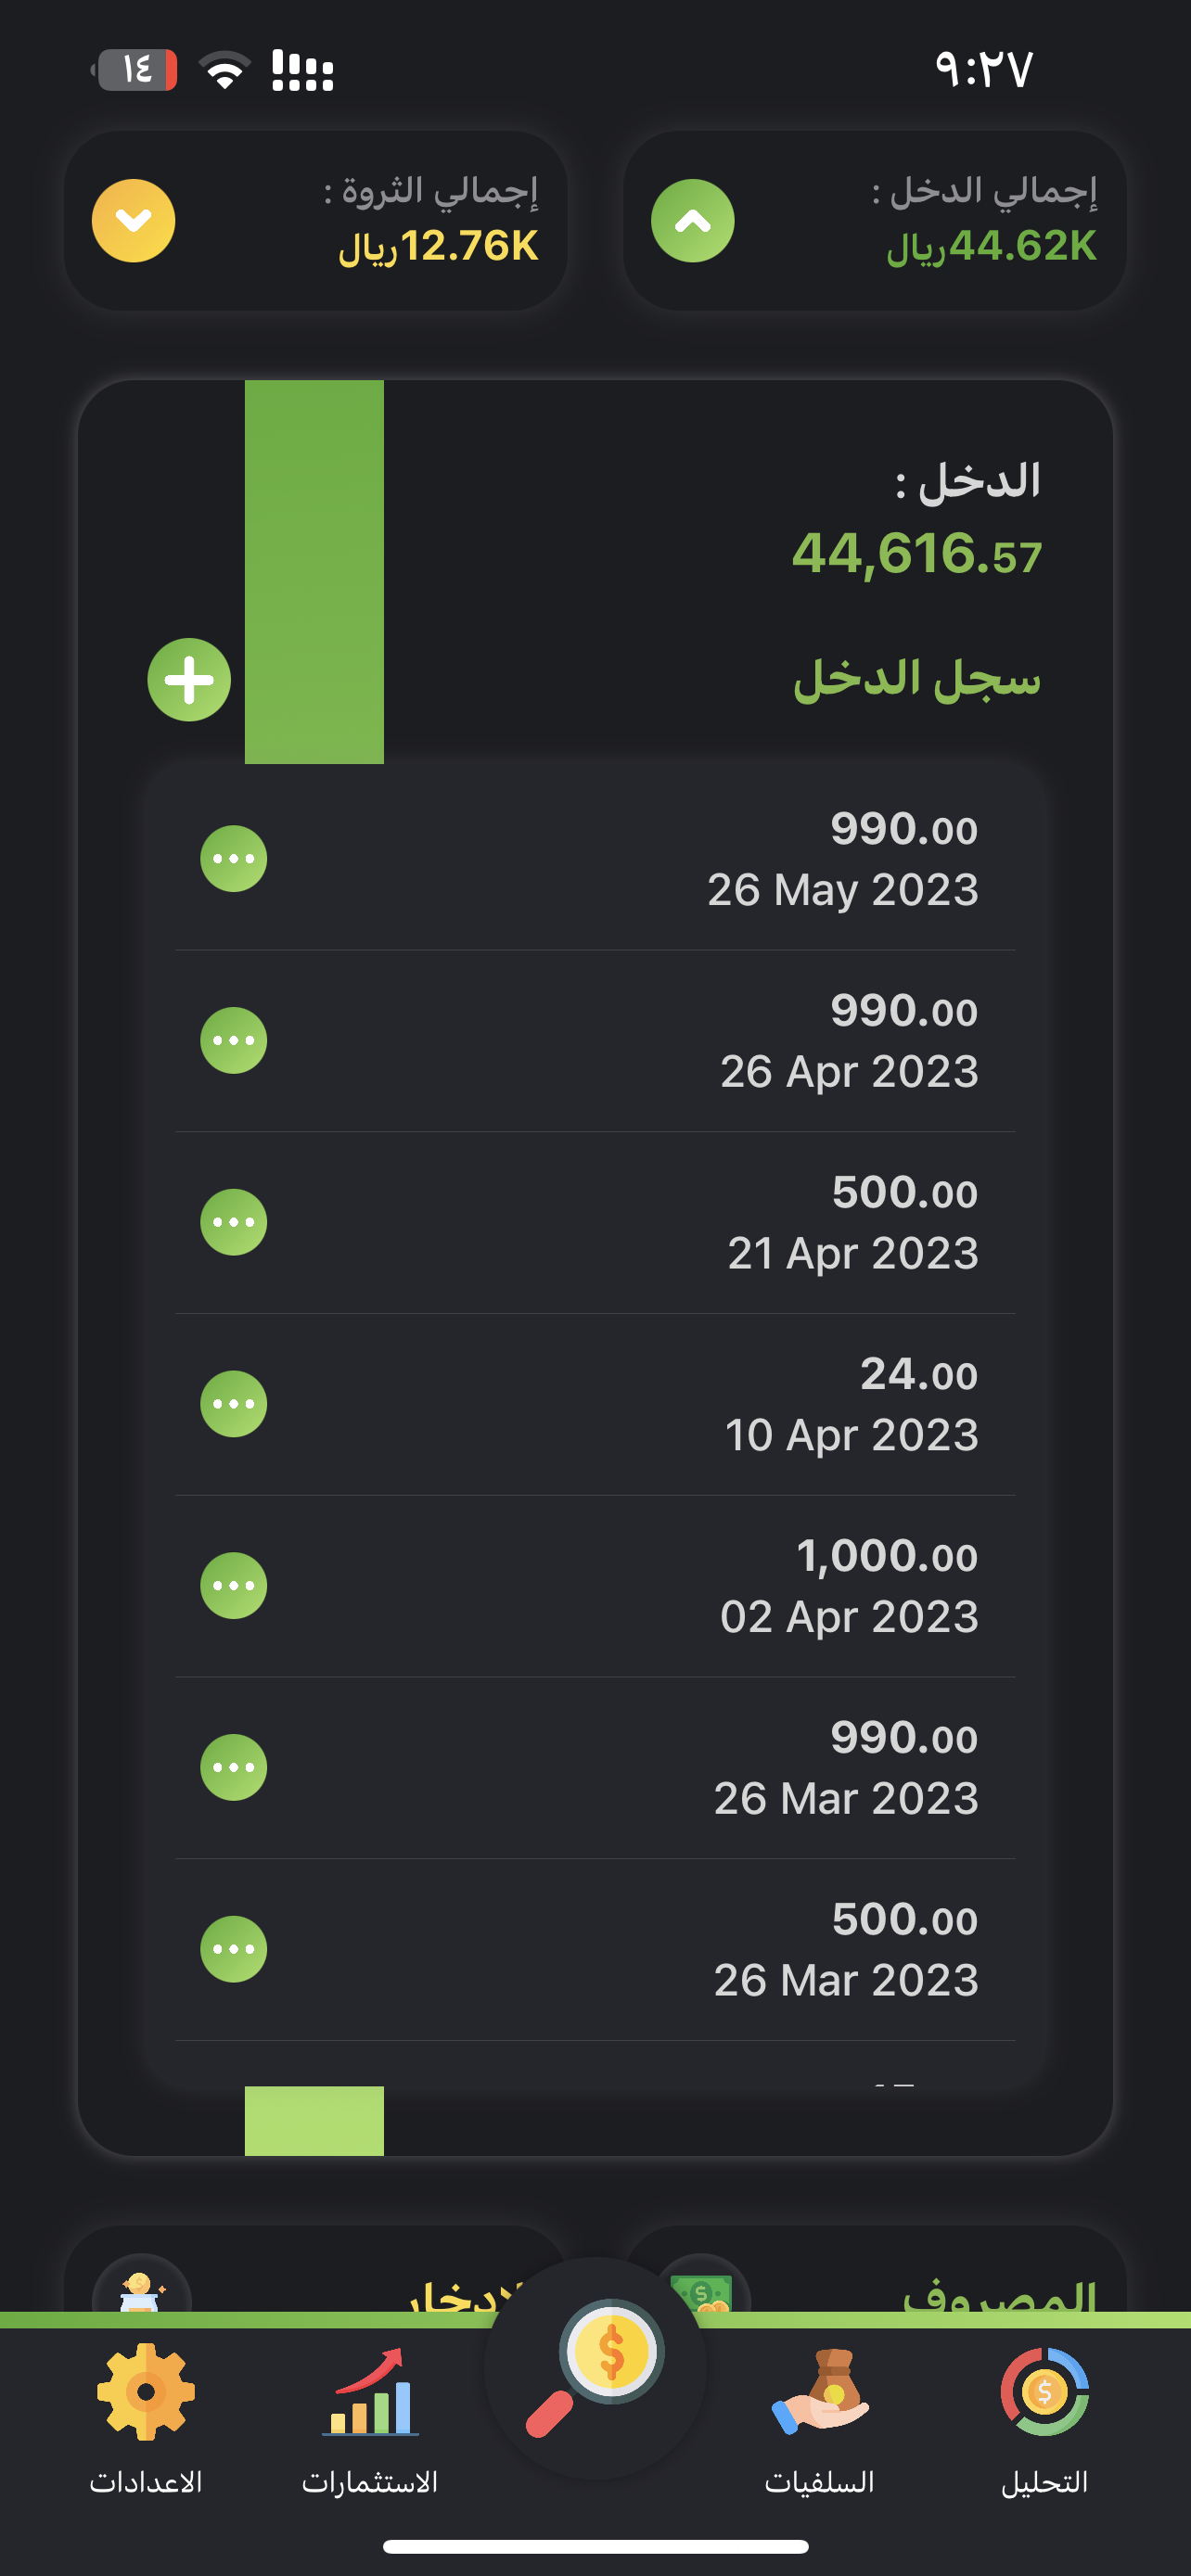 ٩:٢٧
١٤
إجمالي الدخل :
44.62Kريال
إجمالي الثروة :
12.76Kريال
الدخل :
44,616.57
سجل الدخل
990.00
26 May 2023
990.00
26 Apr 2023
500.00
21 Apr 2023
24.00
10 Apr 2023
1,000.00
02 Apr 2023
990.00
26 Mar 2023
500.00
26 Mar 2023
المصروف
الادخار
التحليل
السلفيات
الاستثمارات
الاعدادات